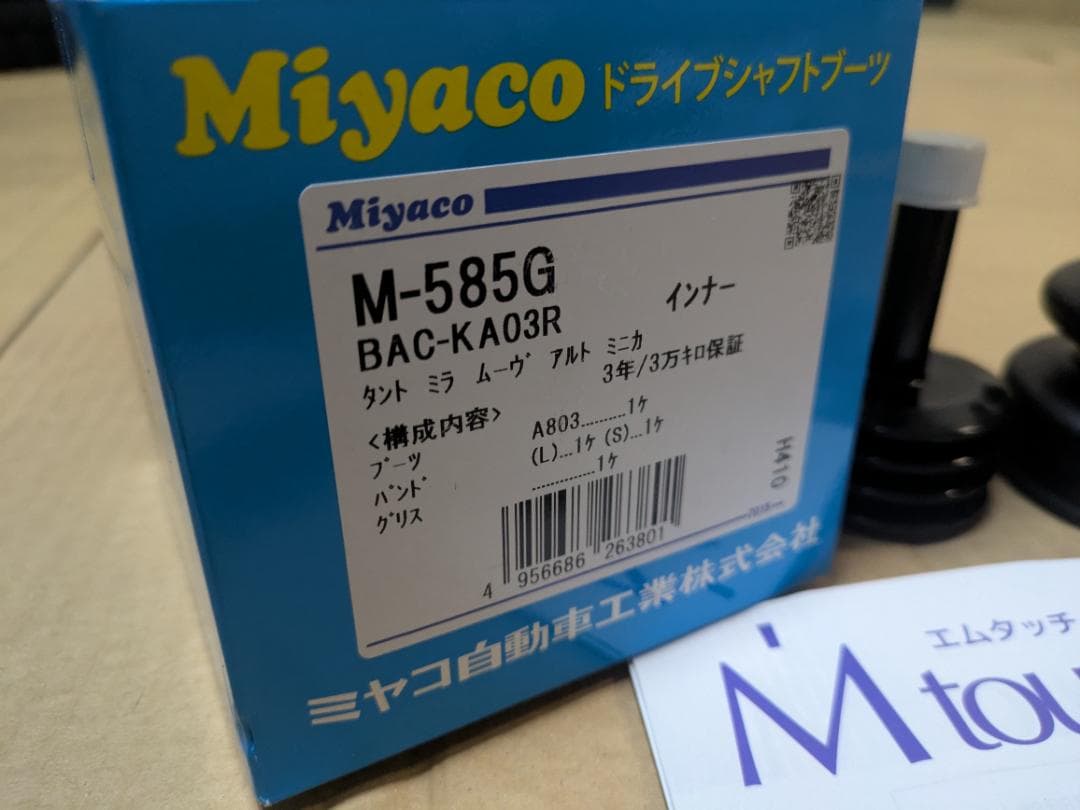 Miyaco ドライブシャフトブーツ
Miyaco
M-585G インナー
BAC-KA03R
ﾀﾝﾄ ﾐﾗ ﾑｰｳﾞ ｱﾙﾄ ﾐﾆｶ
3年/3万ｷﾛ保証
<構成内容>
ﾌﾞｰﾂ A803.........1ｹ
ﾊﾞﾝﾄﾞ (L)...1ｹ (S)...1ｹ
ｸﾞﾘｽ .............1ｹ
H410
4 956686 263801
ミヤコ自動車工業株式会社
エムタッチ
M tou